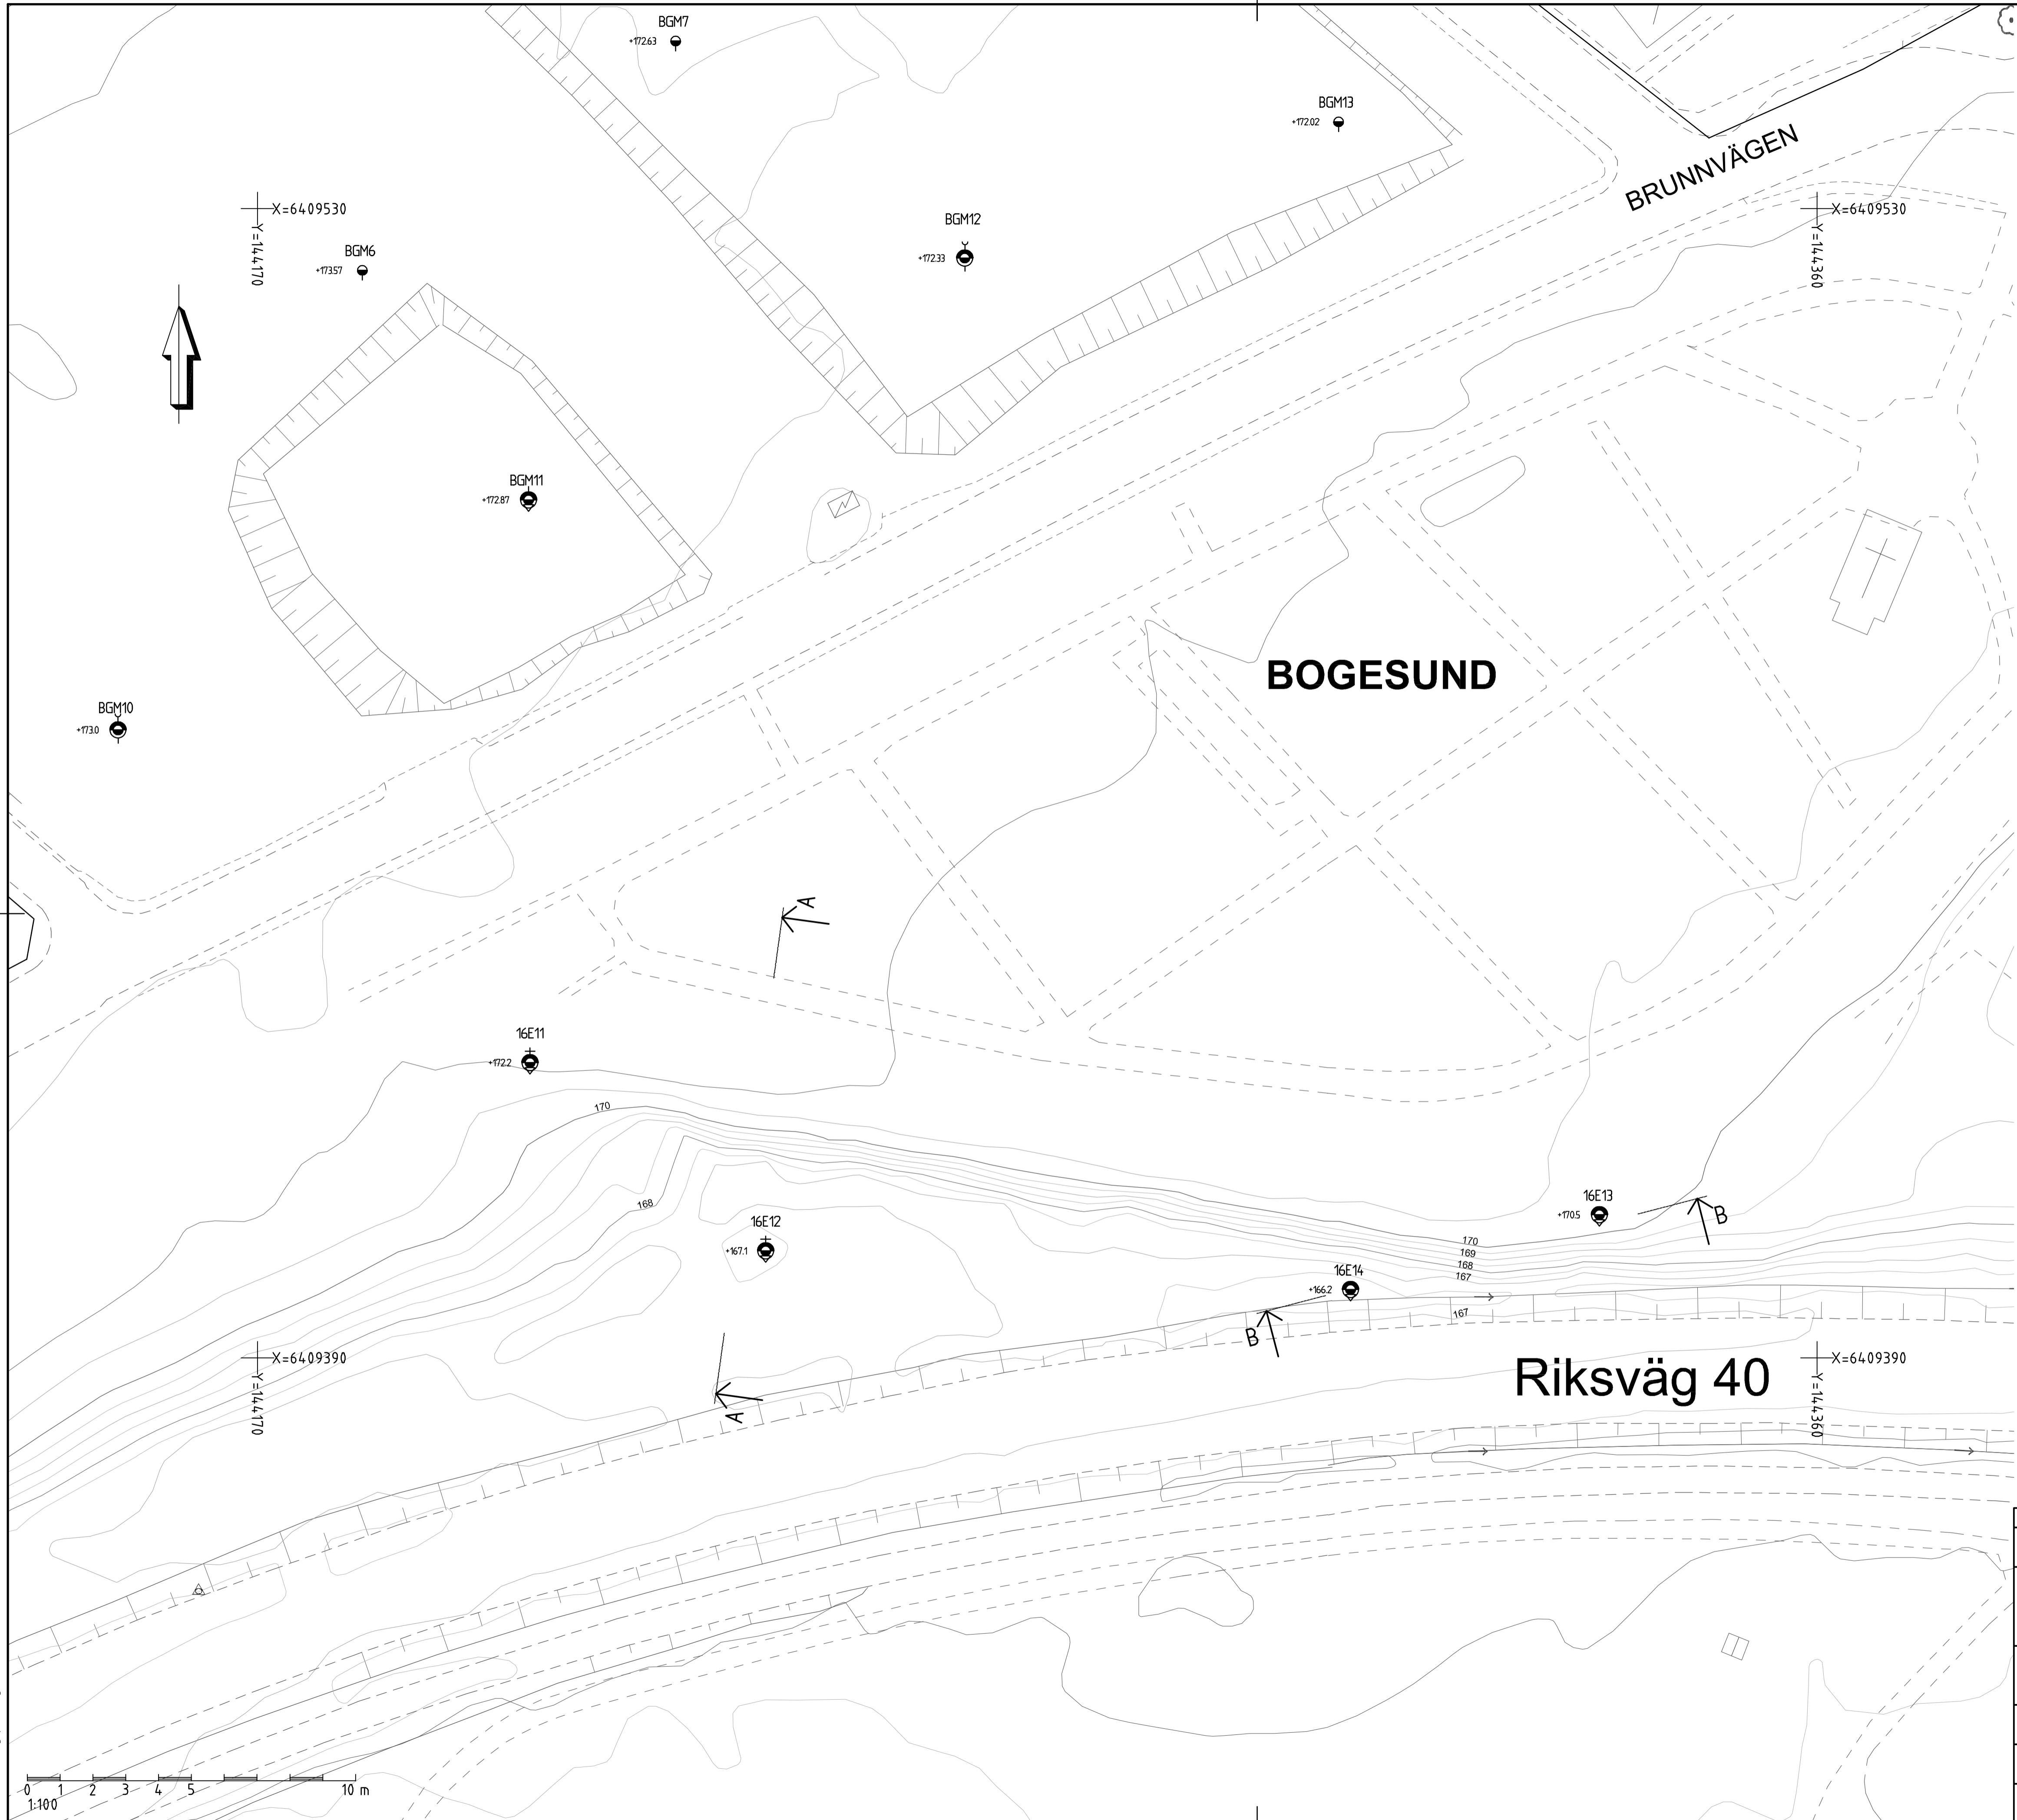 BGM7
+172.63
BGM13
+172.02
BRUNNVÄGEN
X=6409530
Y=144170
X=6409530
Y=144360
BGM12
+172.33
BGM6
+173.57
BGM11
+172.87
BOGESUND
BGM10
+173.0
A
16E11
+172.2
170
168
16E12
+167.1
16E13
+170.5
B
170
169
168
167
16E14
+166.2
167
B
X=6409390
Y=144170
Riksväg 40
X=6409390
Y=144360
A
0 1 2 3 4 5 10 m
1:100